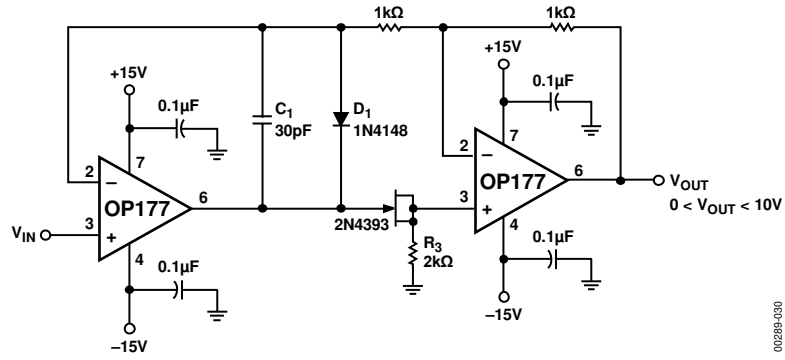 1kΩ
1kΩ
+15V
0.1µF
2
7
–
OP177
6
VIN
3
+
4
0.1µF
–15V
C1
30pF
D1
1N4148
2N4393
R3
2kΩ
+15V
0.1µF
2
7
–
OP177
6
3
+
4
0.1µF
–15V
VOUT
0 < VOUT < 10V
00289-030